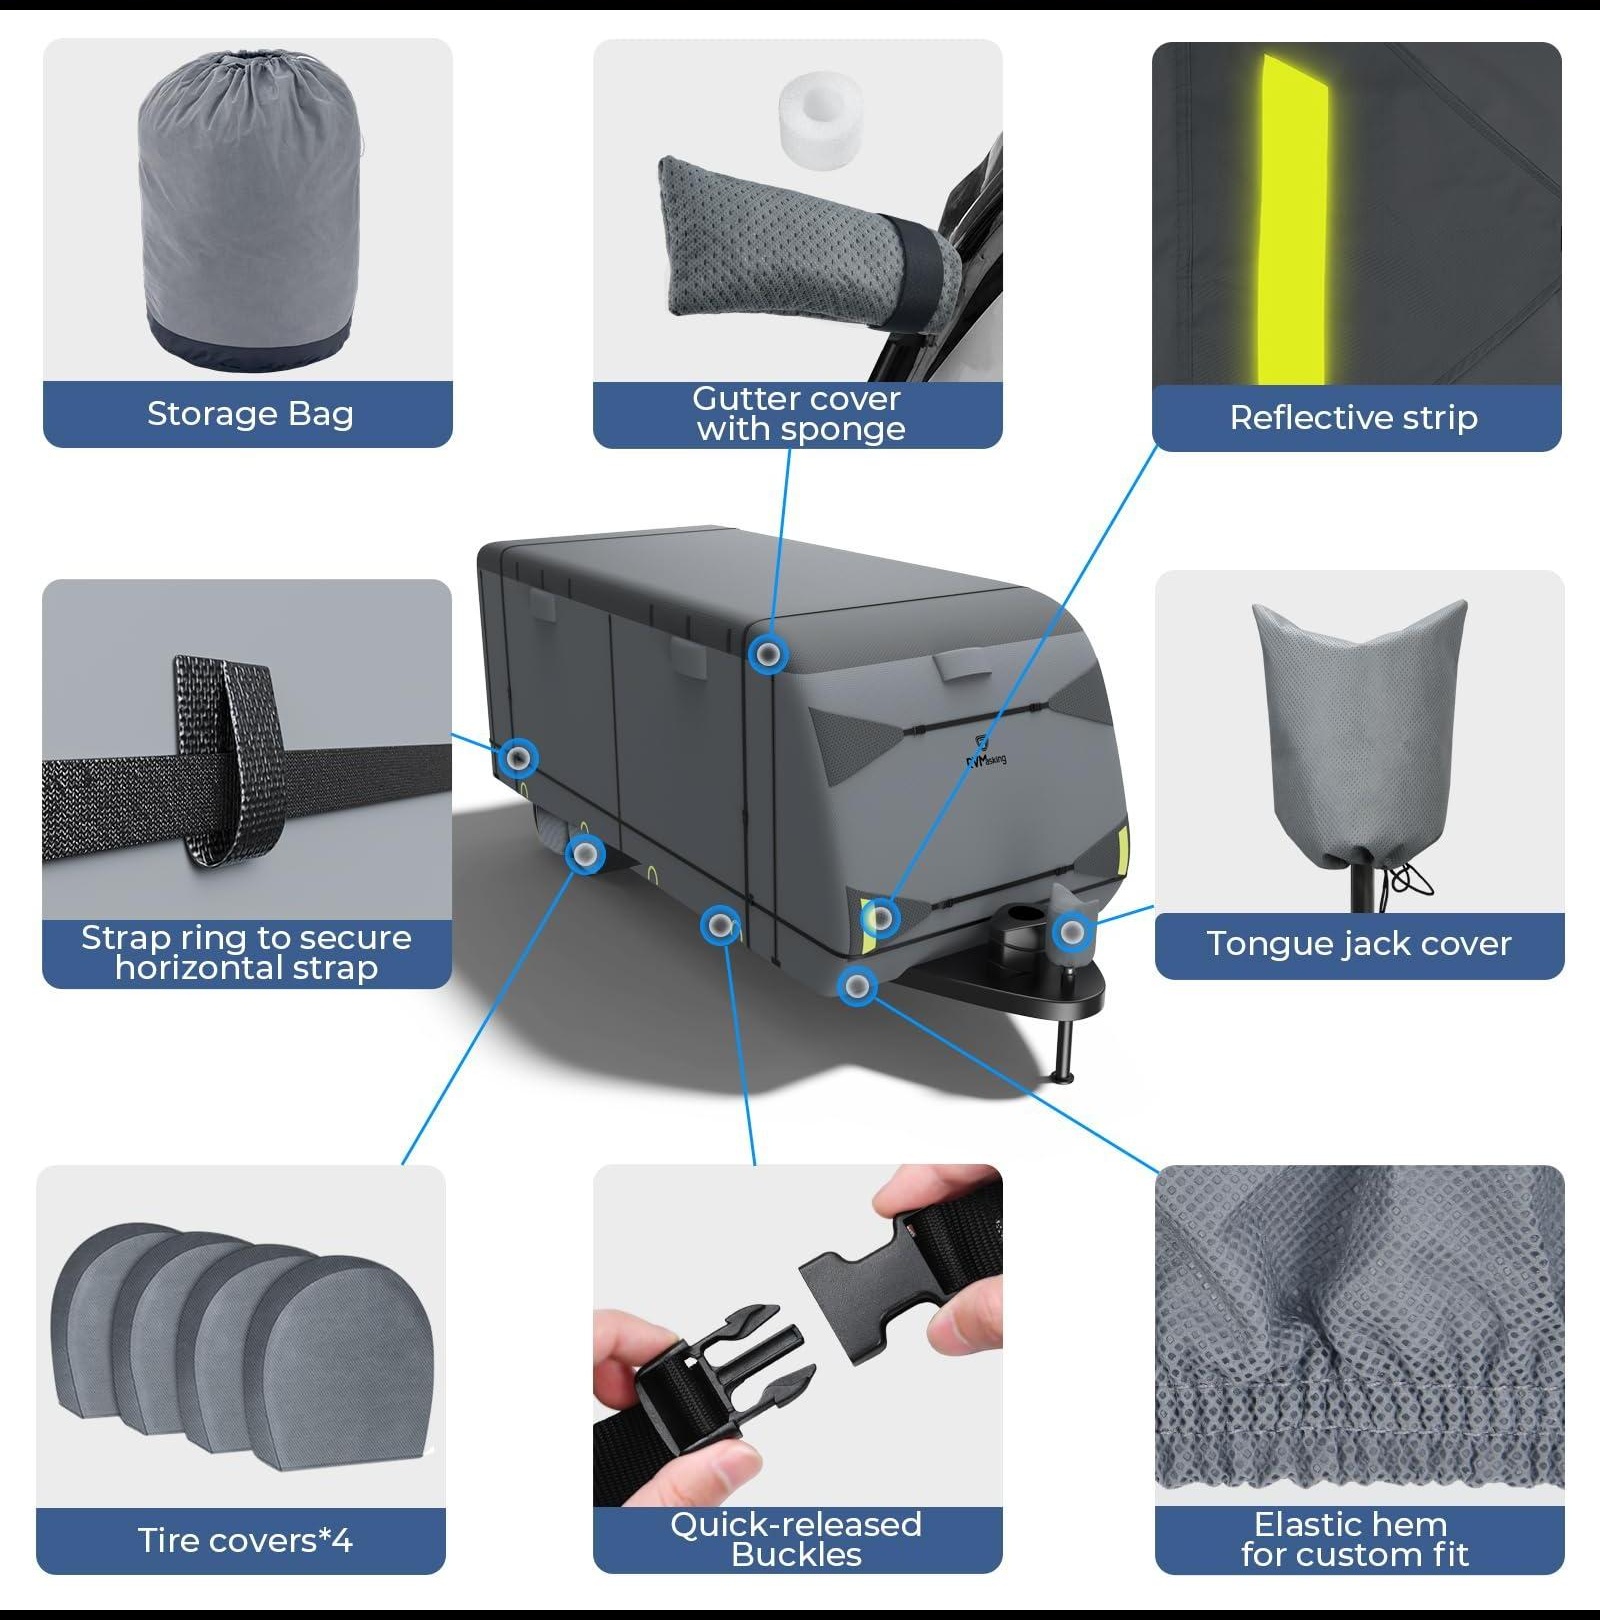 Storage Bag
Gutter cover
with sponge
Reflective strip
RVMasking
Strap ring to secure
horizontal strap
Tongue jack cover
Tire covers*4
Quick-released
Buckles
Elastic hem
for custom fit